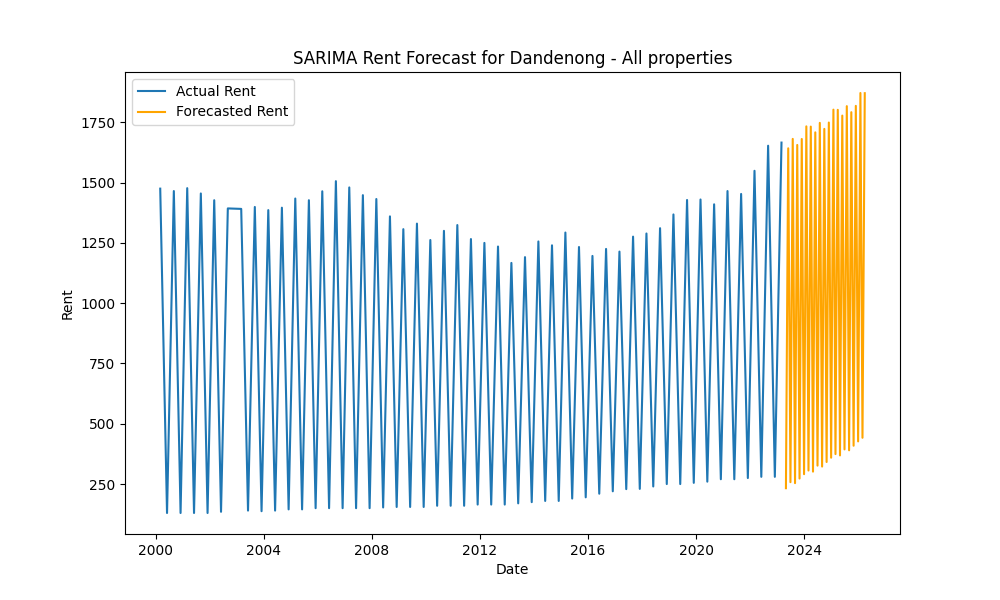 SARIMA Rent Forecast for Dandenong - All properties
Actual Rent
Forecasted Rent
Rent
1750
1500
1250
1000
750
500
250
2000 2004 2008 2012 2016 2020 2024
Date